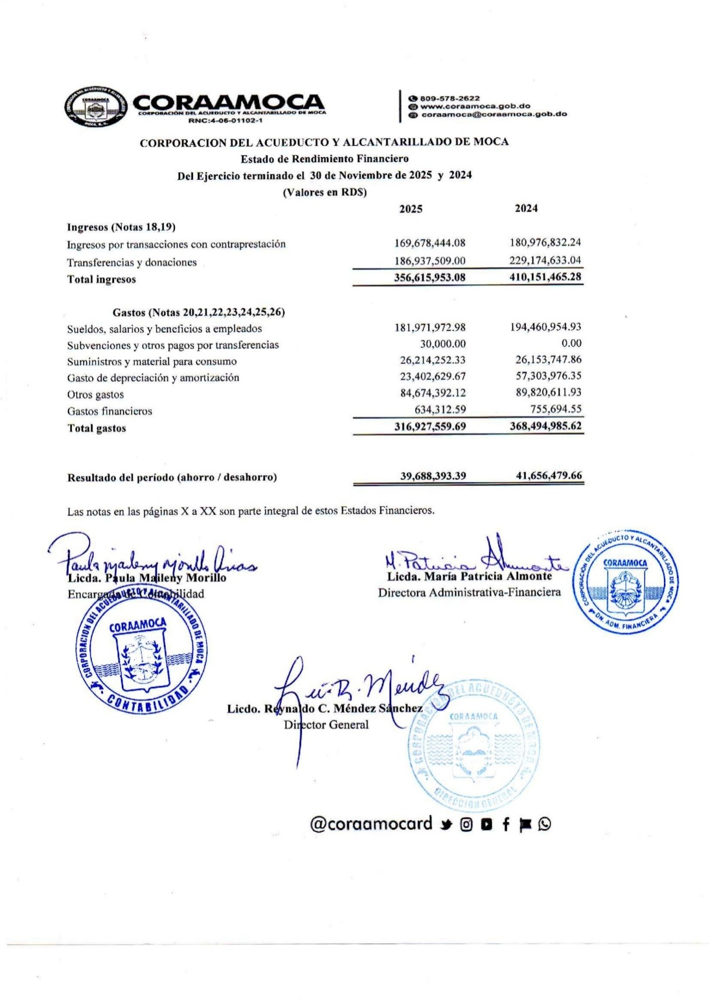 CORAAMOCA
CORPORACIÓN DEL ACUEDUCTO Y ALCANTARILLADO DE MOCA
RNC:4-06-01102-1
809-578-2622
www.coraamoca.gob.do
coraamoca@coraamoca.gob.do
CORPORACION DEL ACUEDUCTO Y ALCANTARILLADO DE MOCA
Estado de Rendimiento Financiero
Del Ejercicio terminado el 30 de Noviembre de 2025 y 2024
(Valores en RD$)
2025 2024
Ingresos (Notas 18,19)
Ingresos por transacciones con contraprestación 169,678,444.08 180,976,832.24
Transferencias y donaciones 186,937,509.00 229,174,633.04
Total ingresos 356,615,953.08 410,151,465.28
Gastos (Notas 20,21,22,23,24,25,26)
Sueldos, salarios y beneficios a empleados 181,971,972.98 194,460,954.93
Subvenciones y otros pagos por transferencias 30,000.00 0.00
Suministros y material para consumo 26,214,252.33 26,153,747.86
Gasto de depreciación y amortización 23,402,629.67 57,303,976.35
Otros gastos 84,674,392.12 89,820,611.93
Gastos financieros 634,312.59 755,694.55
Total gastos 316,927,559.69 368,494,985.62
Resultado del período (ahorro / desahorro) 39,688,393.39 41,656,479.66
Las notas en las páginas X a XX son parte integral de estos Estados Financieros.
Paula Maileny Morillo Arias
Licda. Paula Maileny Morillo
Encargada de Contabilidad
CORPORACION DEL ACUEDUCTO Y ALCANTARILLADO DE MOCA
CORAAMOCA
CONTABILIDAD
M. Patricia Almonte
Licda. María Patricia Almonte
Directora Administrativa-Financiera
CORPORACIÓN DEL ACUEDUCTO Y ALCANTARILLADO DE MOCA
CORAAMOCA
DN. ADM. FINANCIERA
Méndez
Licdo. Reynaldo C. Méndez Sánchez
Director General
CORPORACION DEL ACUEDUCTO DE MOCA
CORAAMOCA
DIRECCION GENERAL
@coraamocard